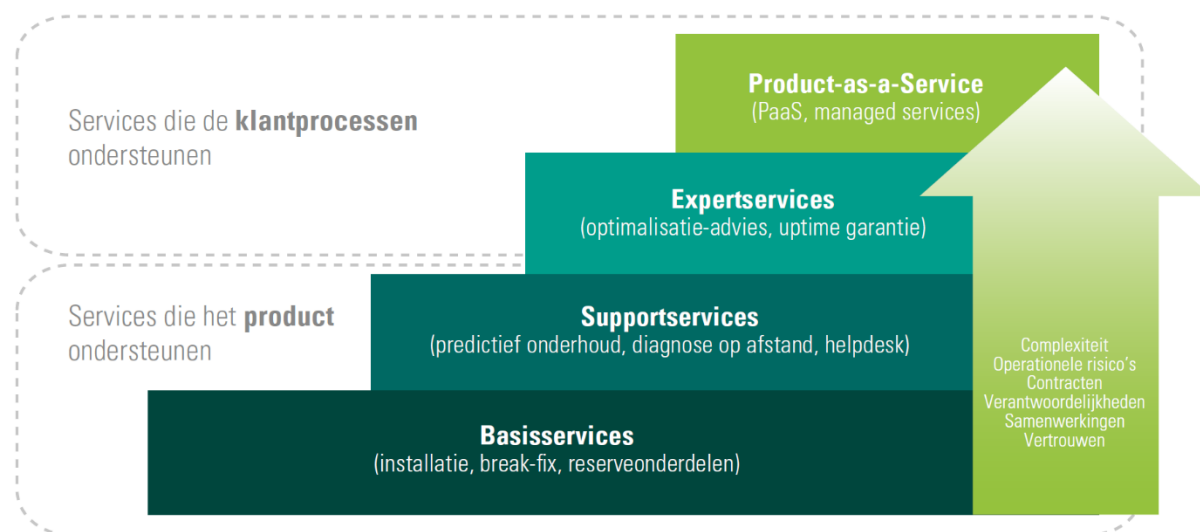 Product-as-a-Service
(PaaS, managed services)
Services die de klantprocessen
ondersteunen
Expertservices
(optimalisatie-advies, uptime garantie)
Services die het product
ondersteunen
Supportservices
(predictief onderhoud, diagnose op afstand, helpdesk)
Basisservices
(installatie, break-fix, reserveonderdelen)
Complexiteit
Operationele risico's
Contracten
Verantwoordelijkheden
Samenwerkingen
Vertrouwen